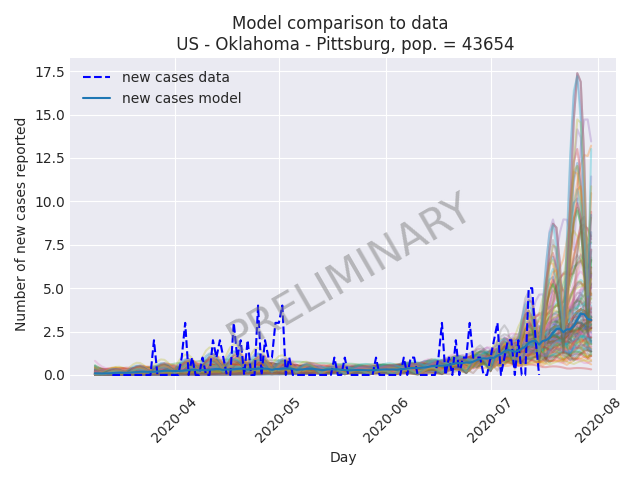 Model comparison to data
US - Oklahoma - Pittsburg, pop. = 43654
new cases data
new cases model
Number of new cases reported
17.5
15.0
12.5
10.0
7.5
5.0
2.5
0.0
PRELIMINARY
2020-04
2020-05
2020-06
2020-07
2020-08
Day